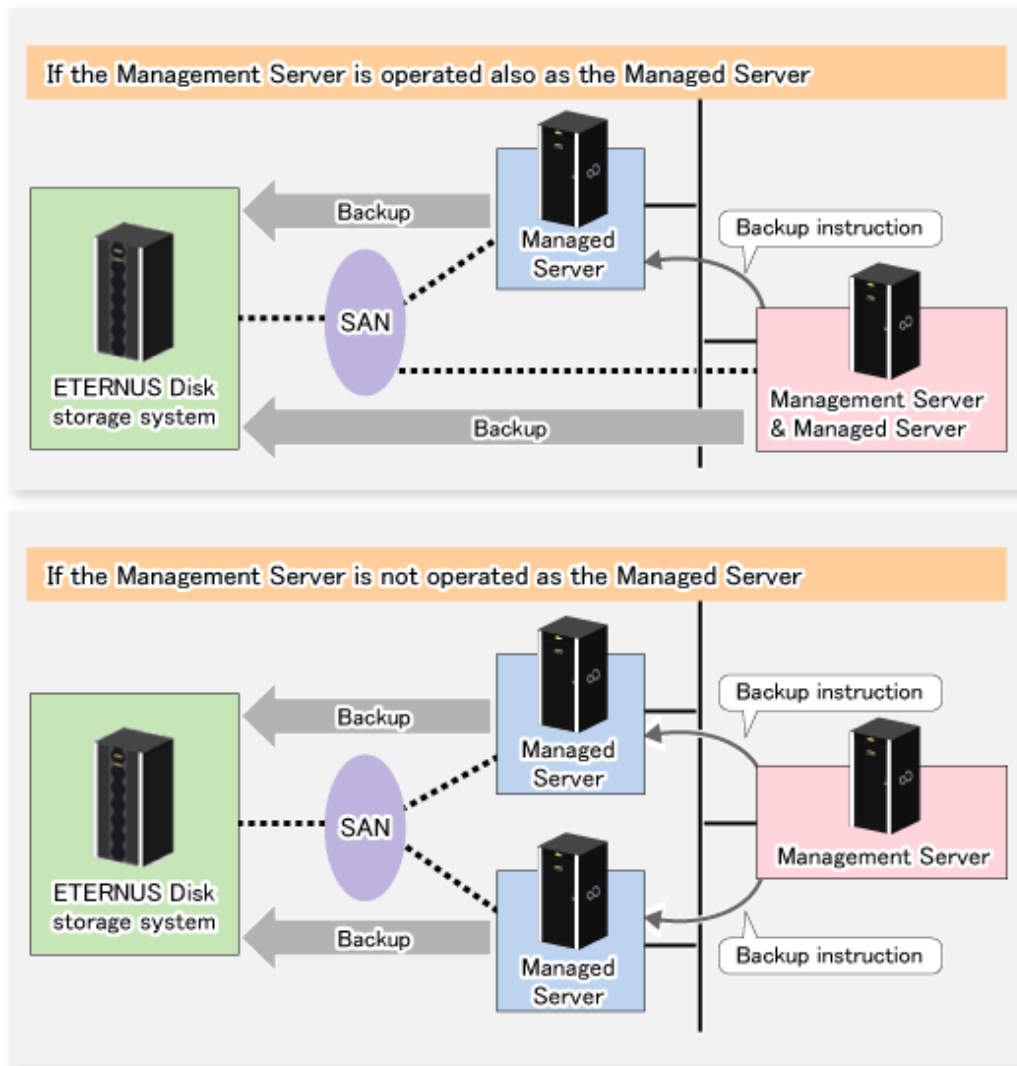 If the Management Server is operated also as the Managed Server
Backup
Managed
Server
Backup instruction
SAN
ETERNUS Disk
storage system
Management Server
& Managed Server
Backup
If the Management Server is not operated as the Managed Server
Backup
Managed
Server
Backup instruction
SAN
Management Server
ETERNUS Disk
storage system
Backup
Managed
Server
Backup instruction